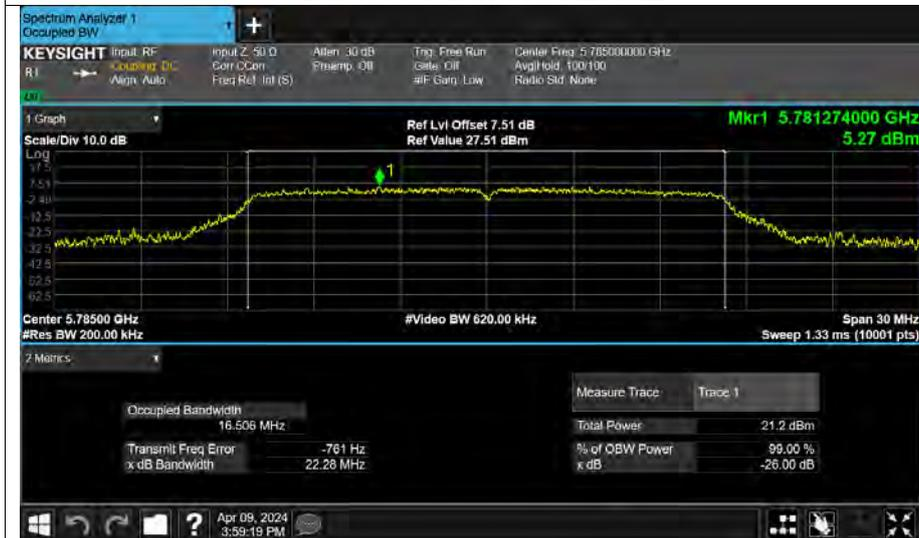 Spectrum Analyzer 1
Occupied BW
+
KEYSIGHT Input: RF Input Z: 50 Ω Atten: 30 dB Trig: Free Run Center Freq: 5.785000000 GHz
RL Coupling: DC Corr CCorr Preamp: Off Gate: Off Avg|Hold: 100/100
Align: Auto Freq Ref: Int (S) #IF Gain: Low Radio Std: None
1 Graph
Ref Lvl Offset 7.51 dB Mkr1 5.781274000 GHz
Scale/Div 10.0 dB Ref Value 27.51 dBm 5.27 dBm
Log
17.5
1
7.51
-2.49
-12.5
-22.5
-32.5
-42.5
-52.5
-62.5
Center 5.78500 GHz #Video BW 620.00 kHz Span 30 MHz
#Res BW 200.00 kHz Sweep 1.33 ms (10001 pts)
2 Metrics
Measure Trace Trace 1
Occupied Bandwidth
16.506 MHz Total Power 21.2 dBm
Transmit Freq Error -761 Hz % of OBW Power 99.00 %
x dB Bandwidth 22.28 MHz x dB -26.00 dB
? Apr 09, 2024
3:59:19 PM